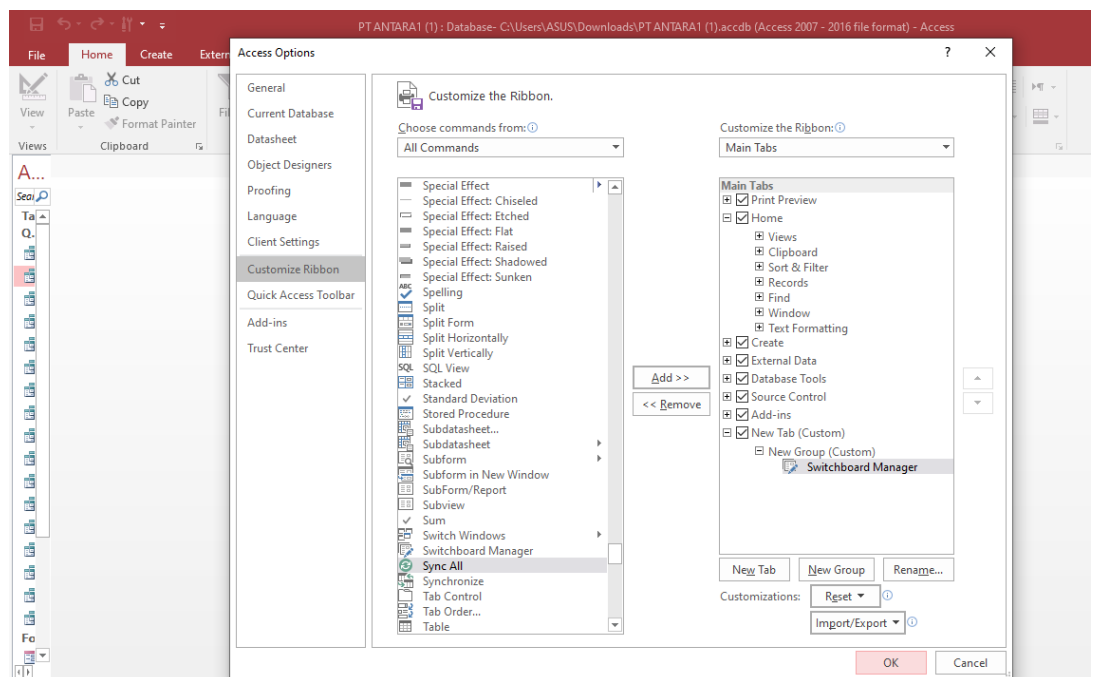 PT ANTARA1 (1) : Database- C:\Users\ASUS\Downloads\PT ANTARA1 (1).accdb (Access 2007 - 2016 file format) - Access
File
Home
Create
Extern
View
Views
Paste
Cut
Copy
Format Painter
Clipboard
Fil
A...
Sear
Ta
Q.
Fo
Access Options
?
General
Current Database
Datasheet
Object Designers
Proofing
Language
Client Settings
Customize Ribbon
Quick Access Toolbar
Add-ins
Trust Center
Customize the Ribbon.
Choose commands from:
All Commands
Special Effect
Special Effect: Chiseled
Special Effect: Etched
Special Effect: Flat
Special Effect: Raised
Special Effect: Shadowed
Special Effect: Sunken
ABC Spelling
Split
Split Form
Split Horizontally
Split Vertically
SQL SQL View
Stacked
Standard Deviation
Stored Procedure
Subdatasheet...
Subdatasheet
Subform
Subform in New Window
SubForm/Report
Subview
Sum
Switch Windows
Switchboard Manager
Sync All
Synchronize
Tab Control
Tab Order...
Table
Add >>
<< Remove
Customize the Ribbon:
Main Tabs
Main Tabs
Print Preview
Home
Views
Clipboard
Sort & Filter
Records
Find
Window
Text Formatting
Create
External Data
Database Tools
Source Control
Add-ins
New Tab (Custom)
New Group (Custom)
Switchboard Manager
New Tab
New Group
Rename...
Customizations:
Reset
Import/Export
OK
Cancel